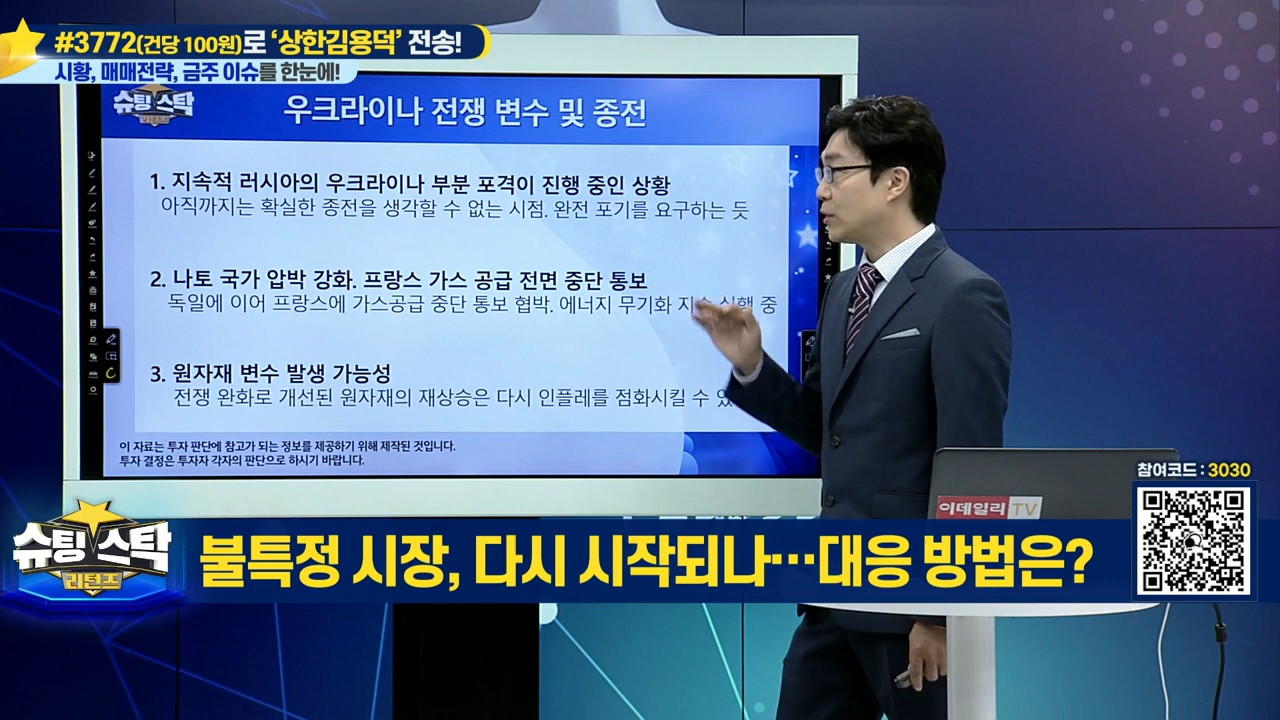 #3772(건당 100원)로 ‘상한김용덕’ 전송!
시황, 매매전략, 금주 이슈를 한눈에!
슈팅 스탁
리턴즈
우크라이나 전쟁 변수 및 종전
1. 지속적 러시아의 우크라이나 부분 포격이 진행 중인 상황
아직까지는 확실한 종전을 생각할 수 없는 시점. 완전 포기를 요구하는 듯
2. 나토 국가 압박 강화. 프랑스 가스 공급 전면 중단 통보
독일에 이어 프랑스에 가스공급 중단 통보 협박. 에너지 무기화 지속 실행 중
3. 원자재 변수 발생 가능성
전쟁 완화로 개선된 원자재의 재상승은 다시 인플레를 점화시킬 수
이 자료는 투자 판단에 참고가 되는 정보를 제공하기 위해 제작된 것입니다.
투자 결정은 투자자 각자의 판단으로 하시기 바랍니다.
참여코드 : 3030
이데일리 TV
슈팅 스탁
리턴즈
불특정 시장, 다시 시작되나…대응 방법은?